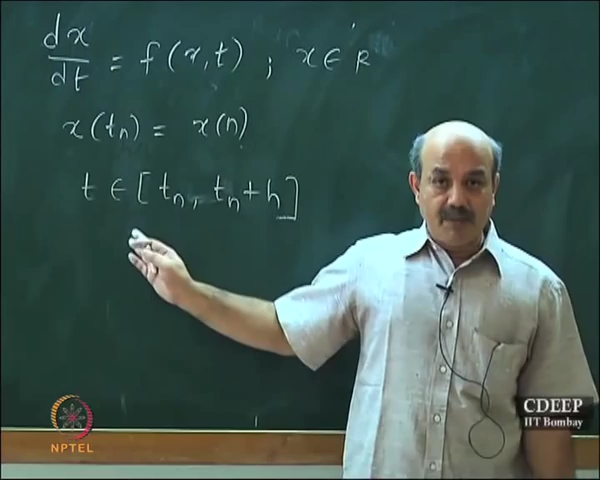 dx/dt = f(x, t) ; x ∈ R
x(tₙ) = x(n)
t ∈ [tₙ, tₙ + h]
NPTEL
CDEEP
IIT Bombay